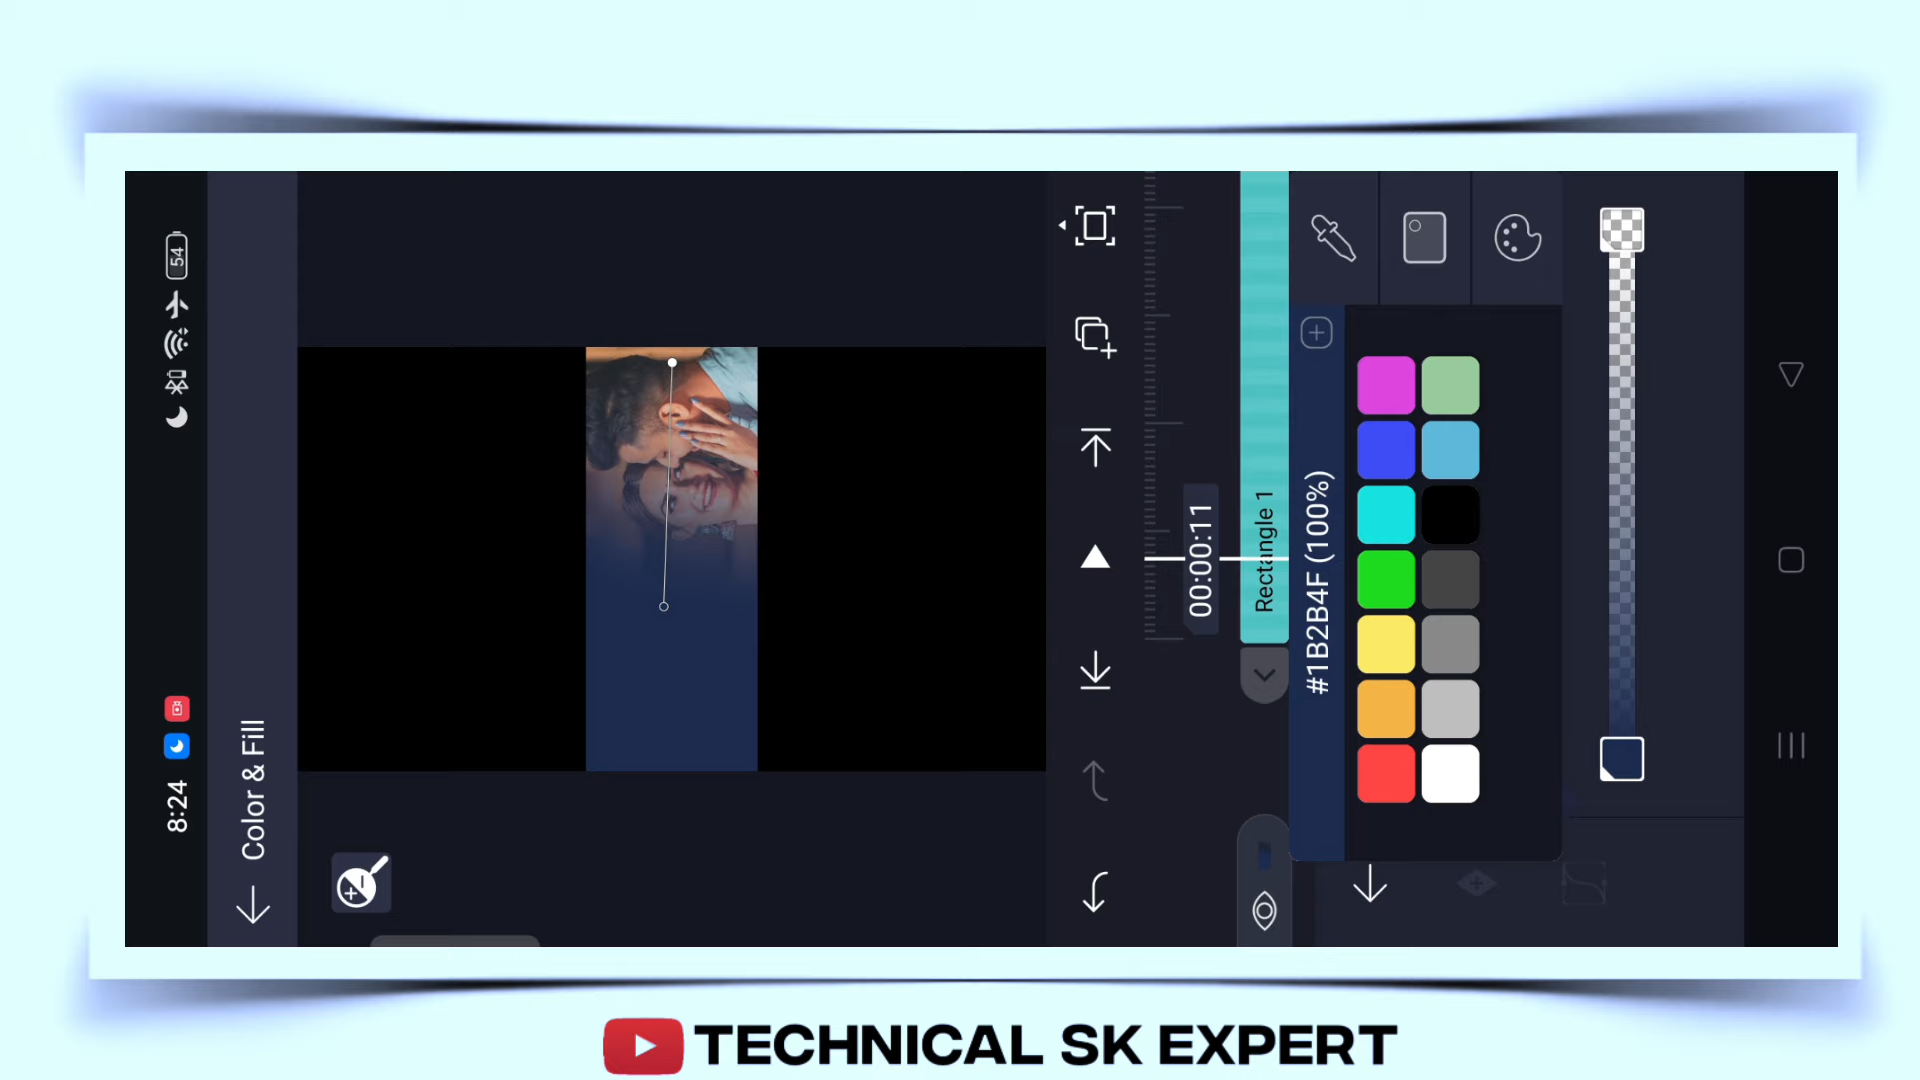 8:24
54
Color & Fill
00:00:11
Rectangle 1
#1B2B4F (100%)
TECHNICAL SK EXPERT